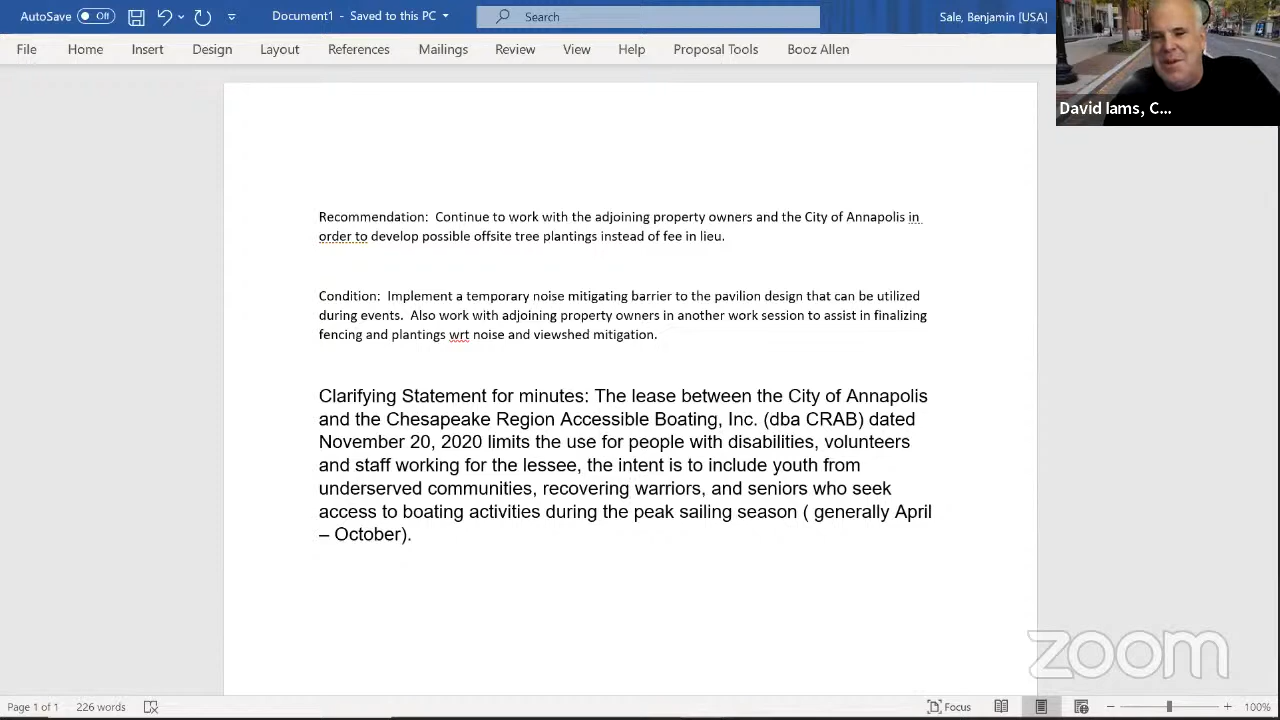 AutoSave Off Document1 - Saved to this PC Search Sale, Benjamin [USA]
File Home Insert Design Layout References Mailings Review View Help Proposal Tools Booz Allen
David Iams, C...
Recommendation: Continue to work with the adjoining property owners and the City of Annapolis in
order to develop possible offsite tree plantings instead of fee in lieu.
Condition: Implement a temporary noise mitigating barrier to the pavilion design that can be utilized
during events. Also work with adjoining property owners in another work session to assist in finalizing
fencing and plantings wrt noise and viewshed mitigation.
Clarifying Statement for minutes: The lease between the City of Annapolis
and the Chesapeake Region Accessible Boating, Inc. (dba CRAB) dated
November 20, 2020 limits the use for people with disabilities, volunteers
and staff working for the lessee, the intent is to include youth from
underserved communities, recovering warriors, and seniors who seek
access to boating activities during the peak sailing season ( generally April
– October).
zoom
Page 1 of 1 226 words Focus 100%